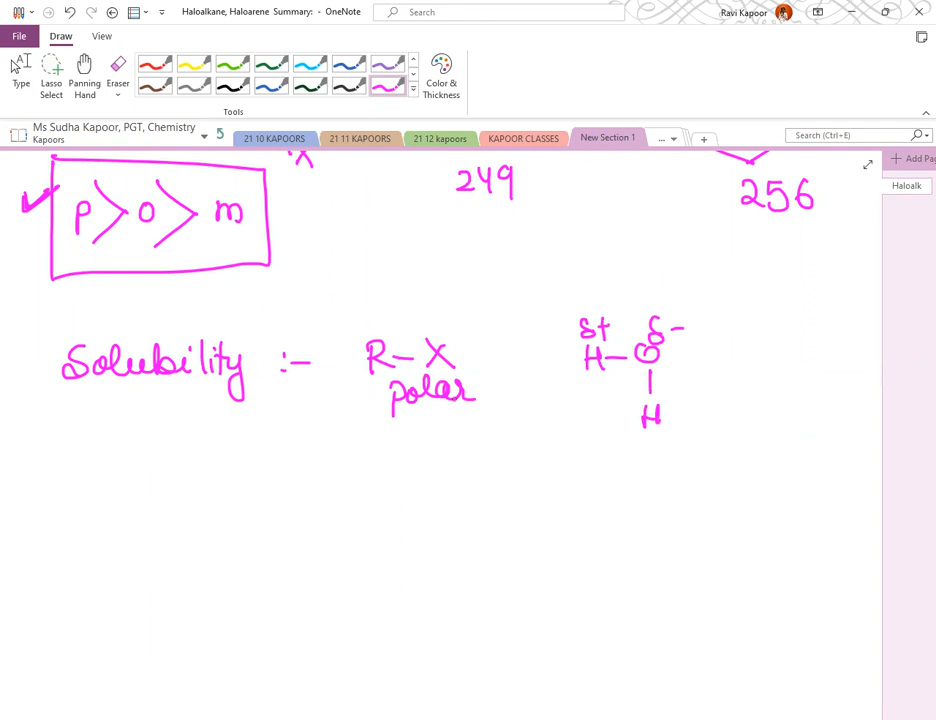 Haloalkane, Haloarene Summary: - OneNote
Search
Ravi Kapoor
File
Draw
View
Type
Lasso Select
Panning Hand
Eraser
Color & Thickness
Tools
Ms Sudha Kapoor, PGT, Chemistry
Kapoors
21 10 KAPOORS
21 11 KAPOORS
21 12 kapoors
KAPOOR CLASSES
New Section 1
...
Search (Ctrl+E)
Add Pag
Haloalk
X
249
256
p > o > m
Solubility :- R-X
polar
δ+ δ-
H-O
H